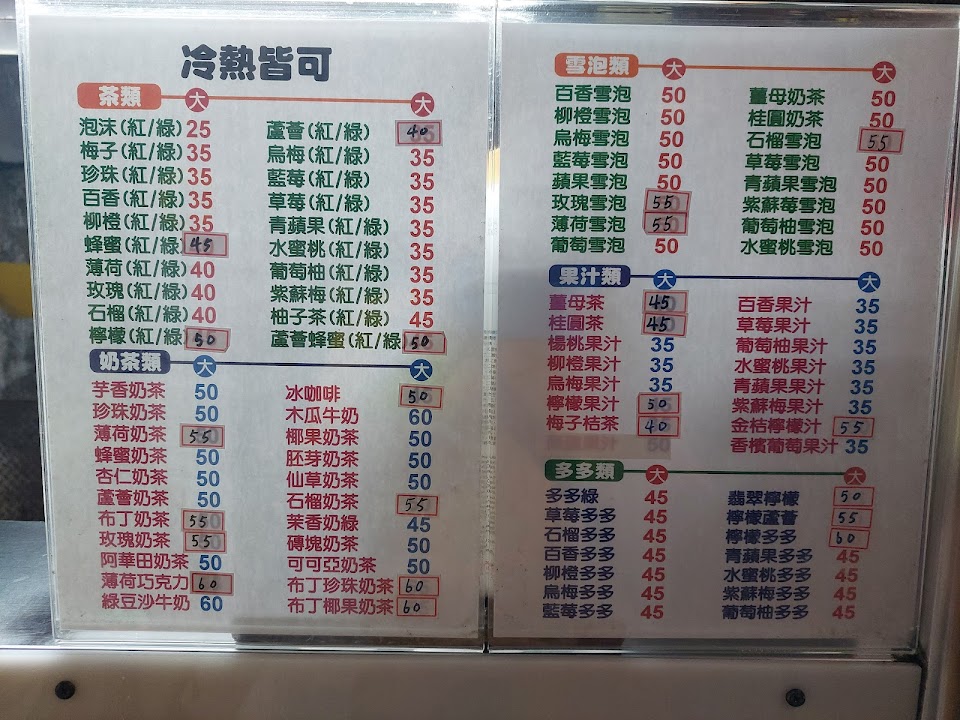 冷熱皆可
茶類 大 大
泡沫(紅/綠) 25 蘆薈(紅/綠) 40
梅子(紅/綠) 35 烏梅(紅/綠) 35
珍珠(紅/綠) 35 藍莓(紅/綠) 35
百香(紅/綠) 35 草莓(紅/綠) 35
柳橙(紅/綠) 35 青蘋果(紅/綠) 35
蜂蜜(紅/綠) 45 水蜜桃(紅/綠) 35
薄荷(紅/綠) 40 葡萄柚(紅/綠) 35
玫瑰(紅/綠) 40 紫蘇梅(紅/綠) 35
石榴(紅/綠) 40 柚子茶(紅/綠) 45
檸檬(紅/綠) 50 蘆薈蜂蜜(紅/綠) 50
奶茶類 大 大
芋香奶茶 50 冰咖啡 50
珍珠奶茶 50 木瓜牛奶 60
薄荷奶茶 55 椰果奶茶 50
蜂蜜奶茶 50 胚芽奶茶 50
杏仁奶茶 50 仙草奶茶 50
蘆薈奶茶 50 石榴奶茶 55
布丁奶茶 55 茉香奶綠 45
玫瑰奶茶 55 磚塊奶茶 50
阿華田奶茶 50 可可亞奶茶 50
薄荷巧克力 60 布丁珍珠奶茶 60
綠豆沙牛奶 60 布丁椰果奶茶 60
雪泡類 大 大
百香雪泡 50 薑母奶茶 50
柳橙雪泡 50 桂圓奶茶 50
烏梅雪泡 50 石榴雪泡 55
藍莓雪泡 50 草莓雪泡 50
蘋果雪泡 50 青蘋果雪泡 50
玫瑰雪泡 55 紫蘇莓雪泡 50
薄荷雪泡 55 葡萄柚雪泡 50
葡萄雪泡 50 水蜜桃雪泡 50
果汁類 大 大
薑母茶 45 百香果汁 35
桂圓茶 45 草莓果汁 35
楊桃果汁 35 葡萄柚果汁 35
柳橙果汁 35 水蜜桃果汁 35
烏梅果汁 35 青蘋果果汁 35
檸檬果汁 50 紫蘇梅果汁 35
梅子桔茶 40 金桔檸檬汁 55
香檳葡萄果汁 35
多多類 大 大
多多綠 45 翡翠檸檬 50
草莓多多 45 檸檬蘆薈 55
石榴多多 45 檸檬多多 60
百香多多 45 青蘋果多多 45
柳橙多多 45 水蜜桃多多 45
烏梅多多 45 紫蘇梅多多 45
藍莓多多 45 葡萄柚多多 45